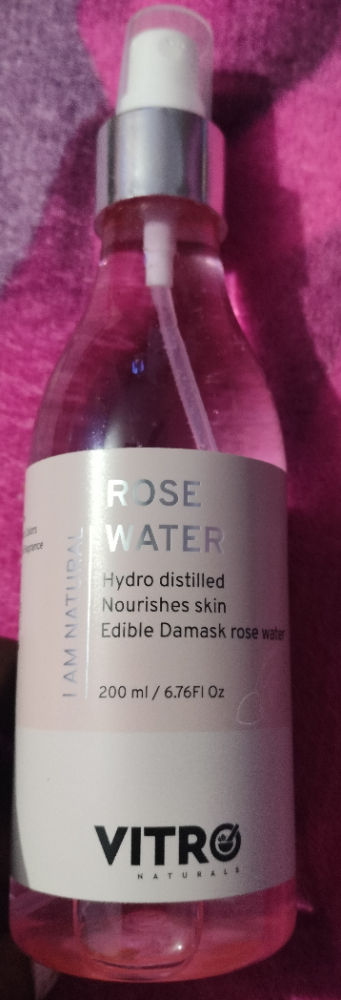 ROSE
WATER
I AM NATURAL
Hydro distilled
Nourishes skin
Edible Damask rose water
200 ml / 6.76Fl Oz
VITRO
NATURALS